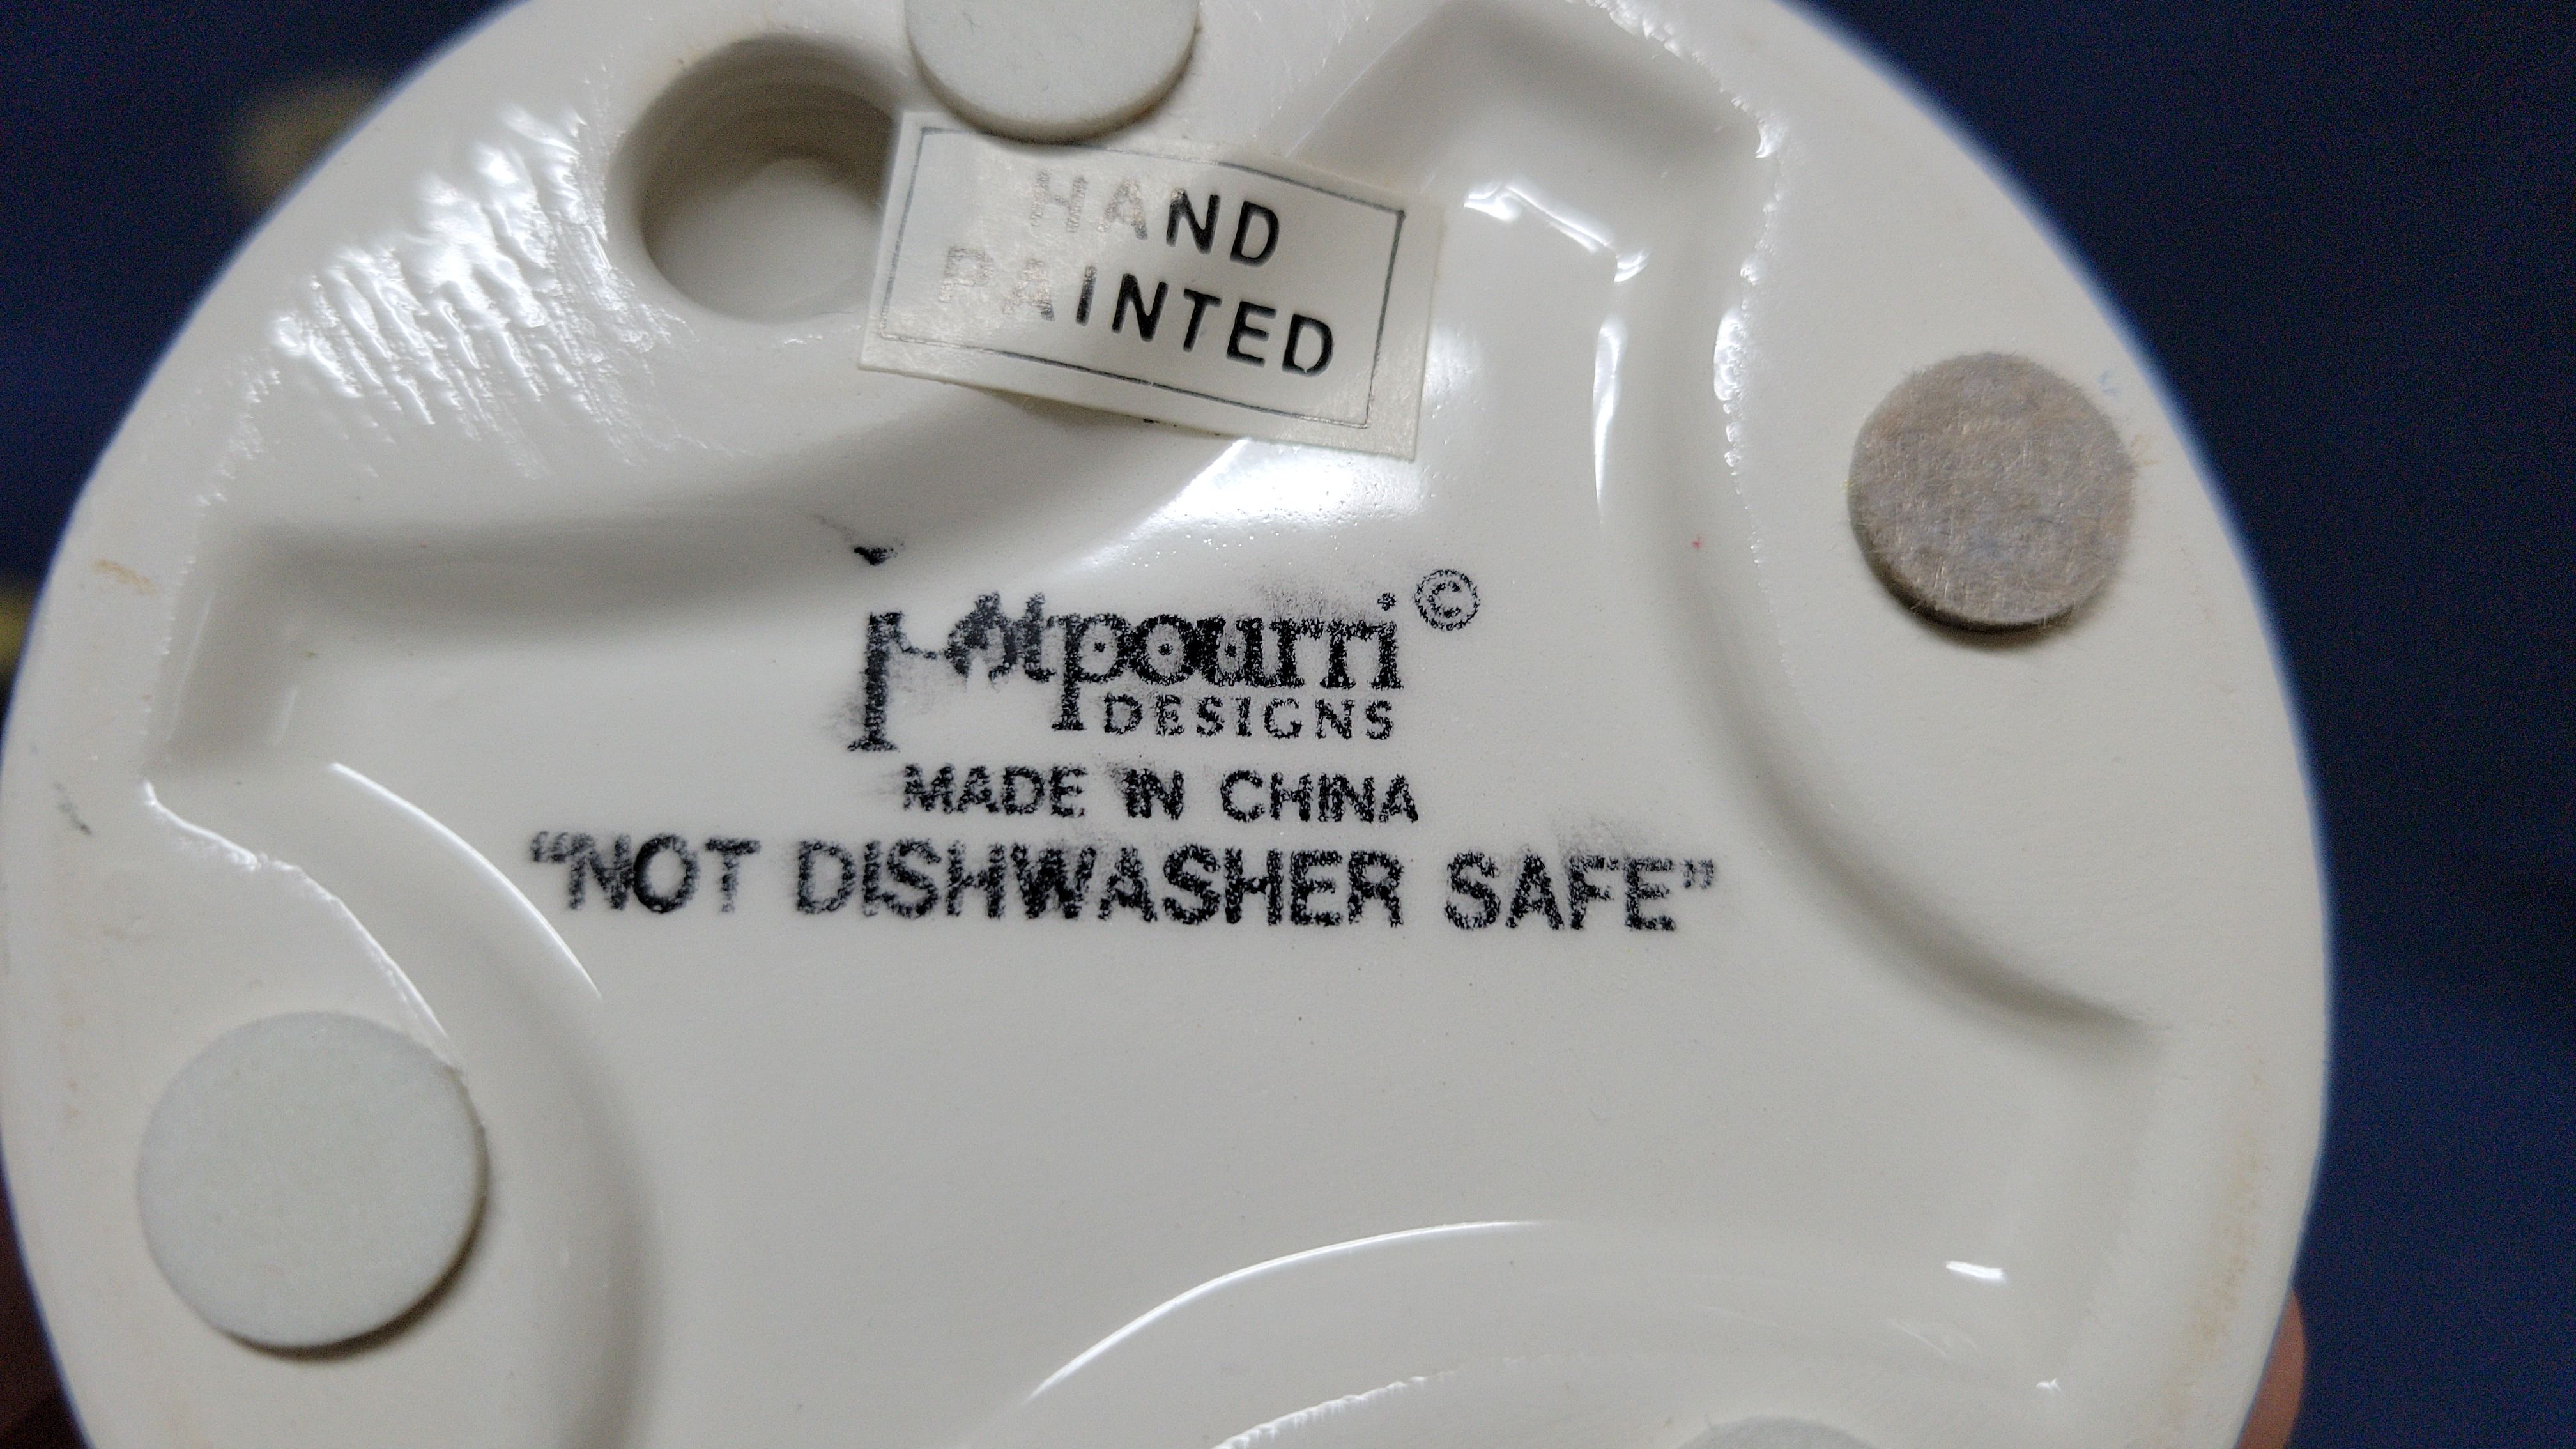 HAND
PAINTED
Potpourri ©
DESIGNS
MADE IN CHINA
“NOT DISHWASHER SAFE”